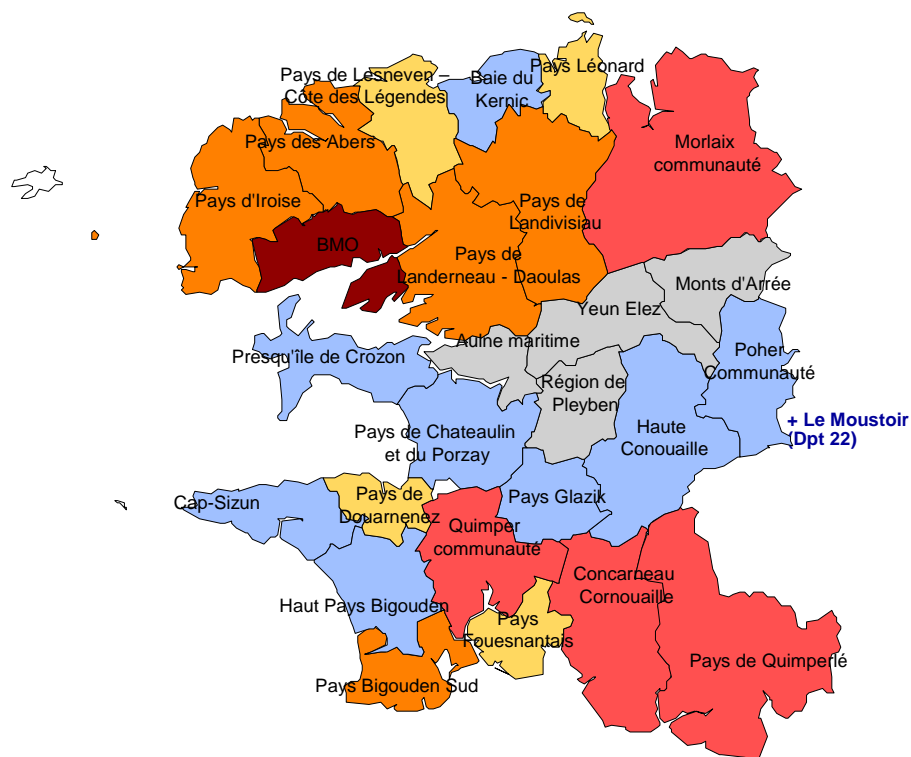 Pays de Lesneven –
Côte des Légendes
Baie du
Kernic
Pays Léonard
Morlaix
communauté
Pays des Abers
Pays d'Iroise
Pays de
Landivisiau
BMO
Pays de
Landerneau - Daoulas
Monts d'Arrée
Yeun Elez
Aulne maritime
Presqu'île de Crozon
Poher
Communauté
Région de
Pleyben
+ Le Moustoir
(Dpt 22)
Haute
Conouaille
Pays de Chateaulin
et du Porzay
Cap-Sizun
Pays de
Douarnenez
Pays Glazik
Quimper
communauté
Concarneau
Cornouaille
Haut Pays Bigouden
Pays
Fouesnantais
Pays de Quimperlé
Pays Bigouden Sud